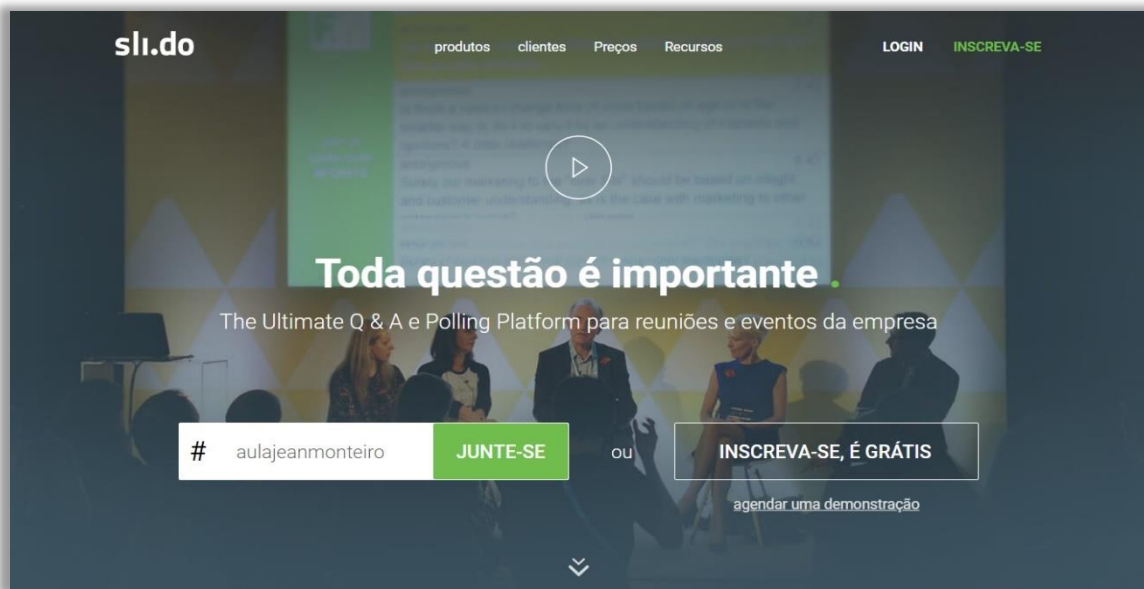 slı.do
produtos clientes Preços Recursos
LOGIN INSCREVA-SE
Toda questão é importante .
The Ultimate Q & A e Polling Platform para reuniões e eventos da empresa
# aulajeanmonteiro JUNTE-SE ou INSCREVA-SE, É GRÁTIS
agendar uma demonstração